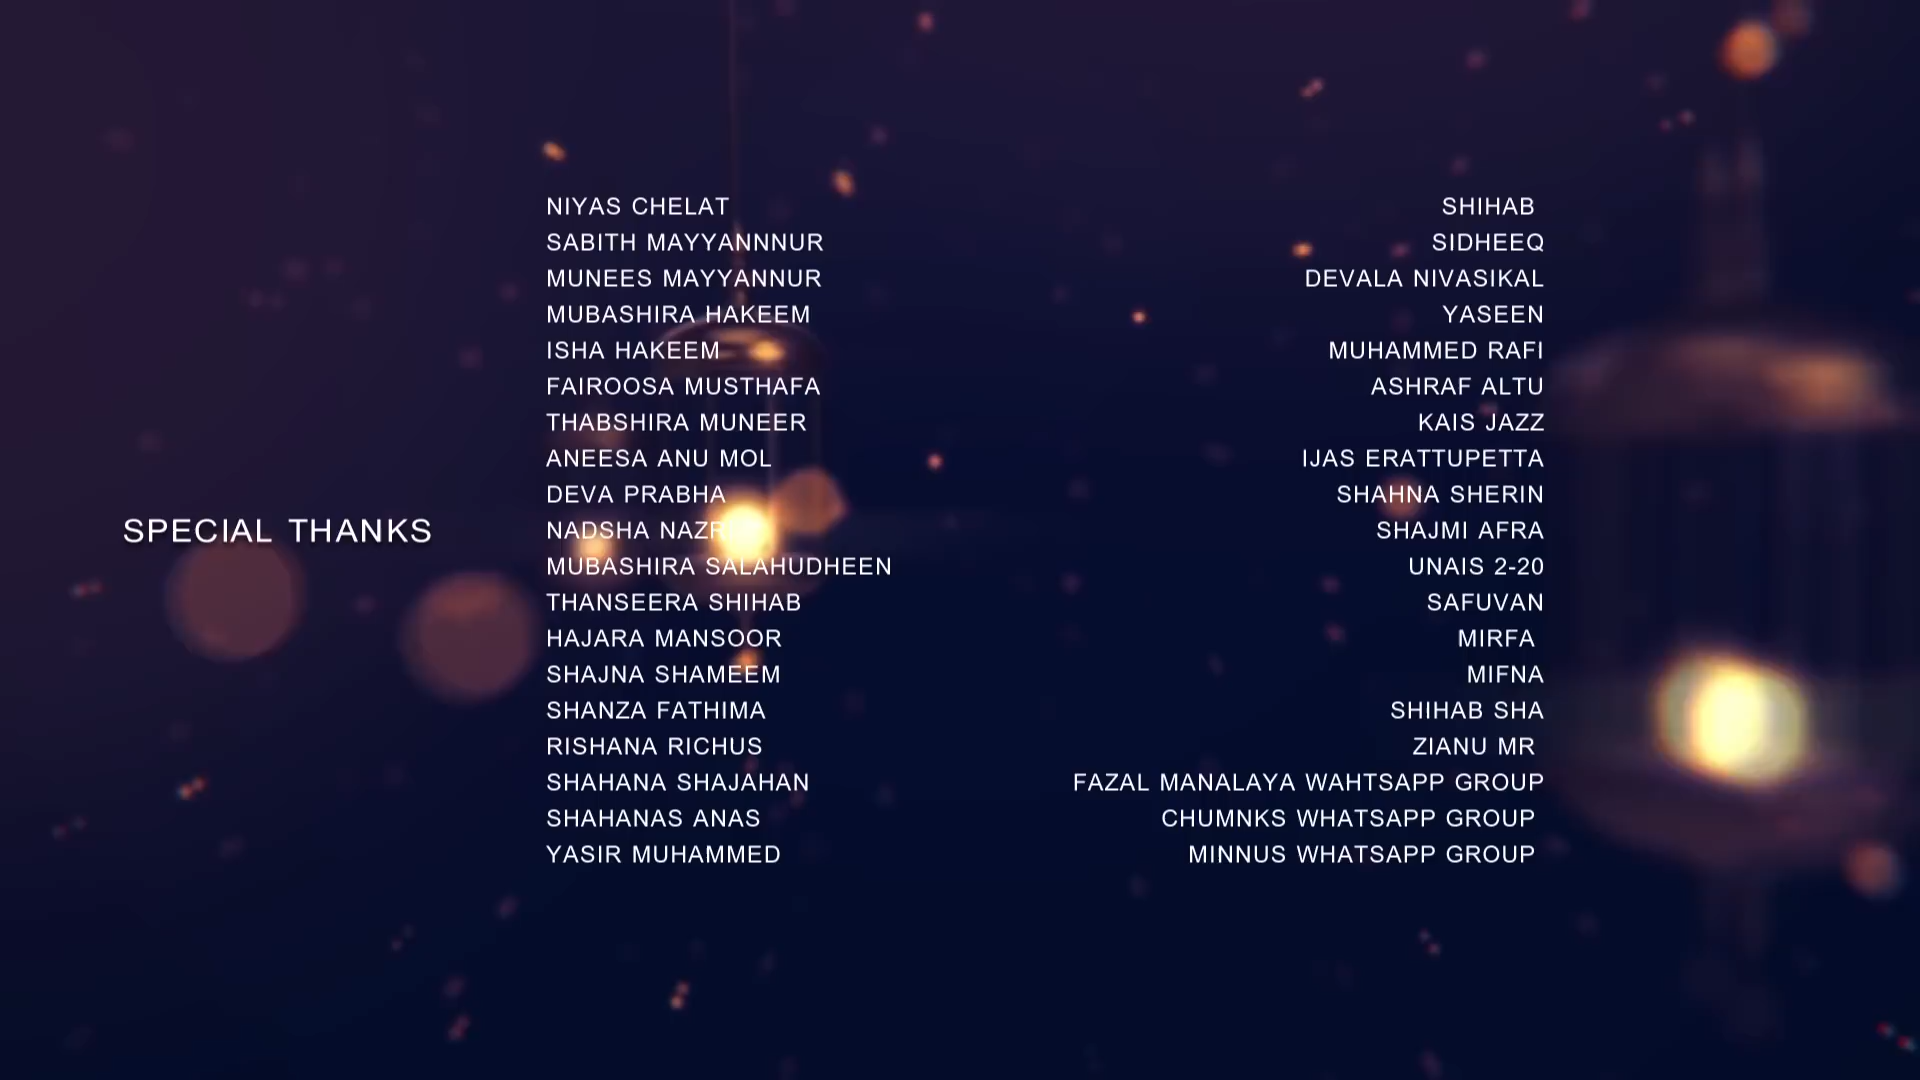 SPECIAL THANKS
NIYAS CHELAT
SABITH MAYYANNNUR
MUNEES MAYYANNUR
MUBASHIRA HAKEEM
ISHA HAKEEM
FAIROOSA MUSTHAFA
THABSHIRA MUNEER
ANEESA ANU MOL
DEVA PRABHA
NADSHA
MUBASHIRA SALAHUDHEEN
THANSEERA SHIHAB
HAJARA MANSOOR
SHAJNA SHAMEEM
SHANZA FATHIMA
RISHANA RICHUS
SHAHANA SHAJAHAN
SHAHANAS ANAS
YASIR MUHAMMED
SHIHAB
SIDHEEQ
DEVALA NIVASIKAL
YASEEN
MUHAMMED RAFI
ASHRAF ALTU
KAIS JAZZ
IJAS ERATTUPETTA
SHAHNA SHERIN
SHAJMI AFRA
UNAIS 2-20
SAFUVAN
MIRFA
MIFNA
SHIHAB SHA
ZIANU MR
FAZAL MANALAYA WAHTSAPP GROUP
CHUMNKS WHATSAPP GROUP
MINNUS WHATSAPP GROUP